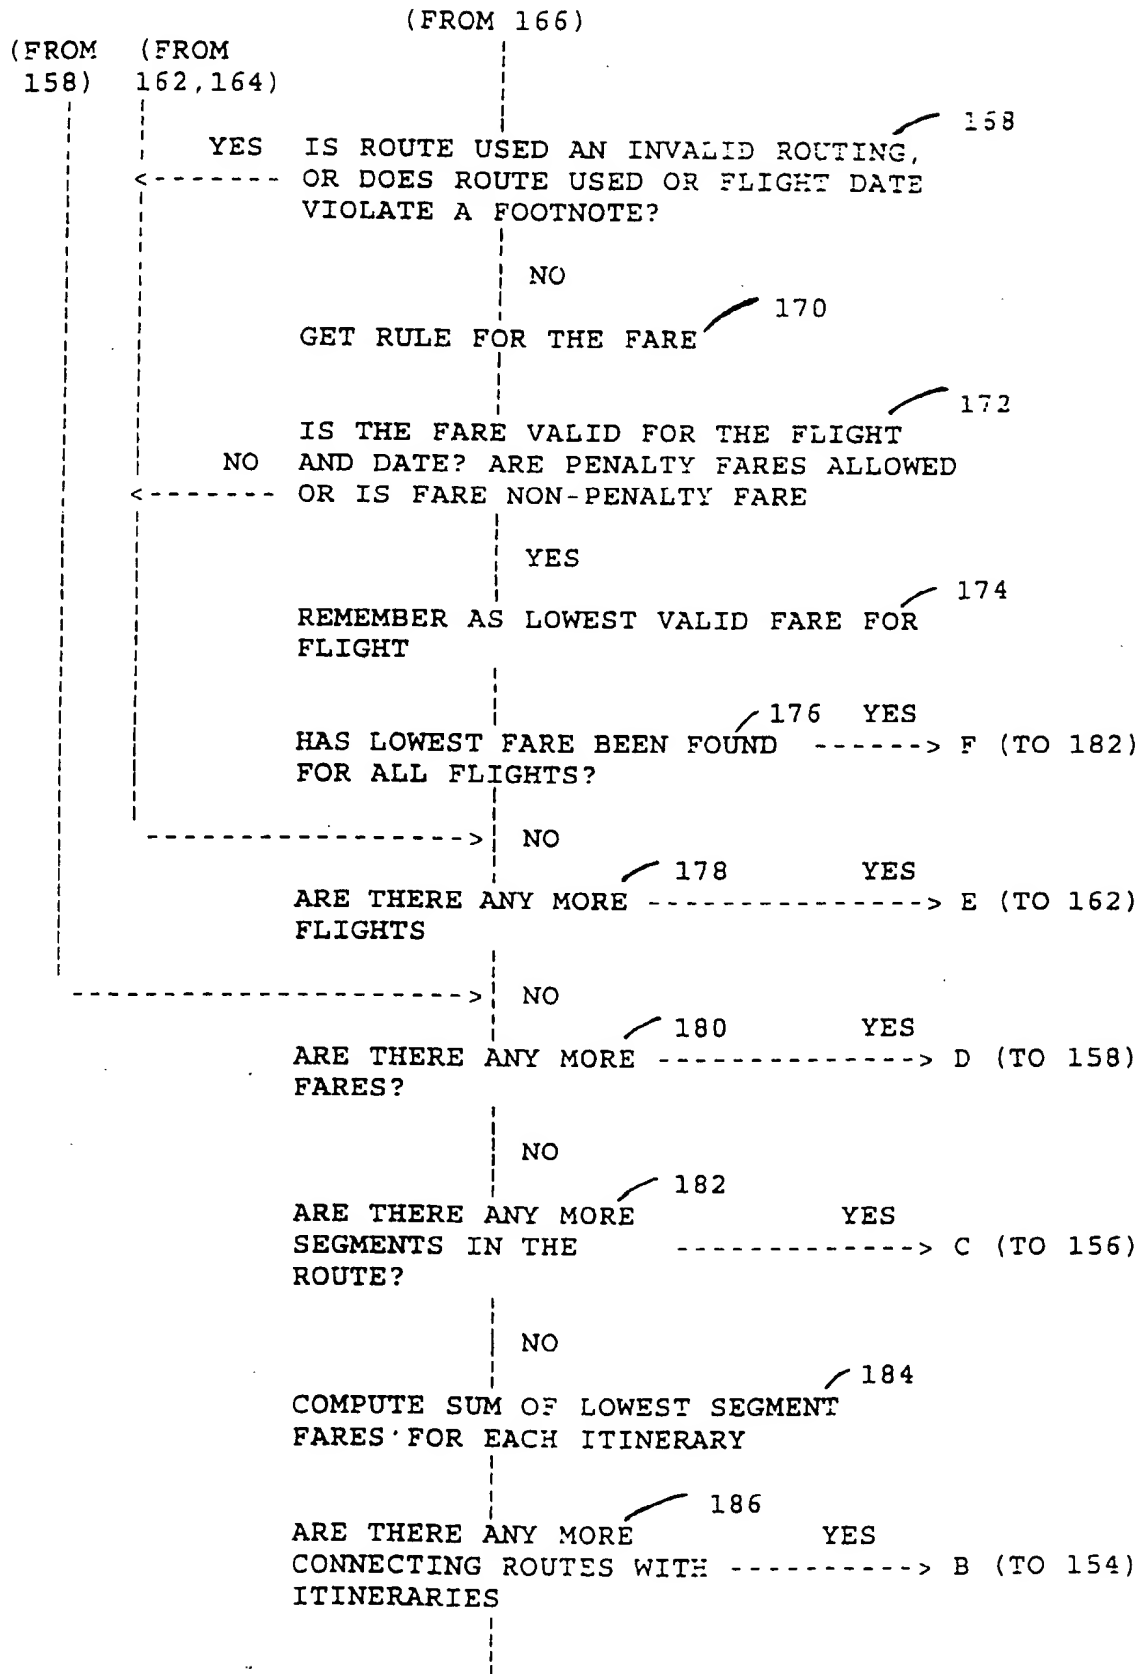 (FROM 166)
(FROM (FROM
158) 162,164)
168
YES IS ROUTE USED AN INVALID ROUTING,
<------- OR DOES ROUTE USED OR FLIGHT DATE
VIOLATE A FOOTNOTE?
NO
170
GET RULE FOR THE FARE
172
IS THE FARE VALID FOR THE FLIGHT
NO AND DATE? ARE PENALTY FARES ALLOWED
<------- OR IS FARE NON-PENALTY FARE
YES
174
REMEMBER AS LOWEST VALID FARE FOR
FLIGHT
176 YES
HAS LOWEST FARE BEEN FOUND ------> F (TO 182)
FOR ALL FLIGHTS?
------------------> NO
178 YES
ARE THERE ANY MORE ---------------> E (TO 162)
FLIGHTS
----------------------> NO
180 YES
ARE THERE ANY MORE --------------> D (TO 158)
FARES?
NO
182
ARE THERE ANY MORE YES
SEGMENTS IN THE -------------> C (TO 156)
ROUTE?
NO
184
COMPUTE SUM OF LOWEST SEGMENT
FARES FOR EACH ITINERARY
186
ARE THERE ANY MORE YES
CONNECTING ROUTES WITH ----------> B (TO 154)
ITINERARIES